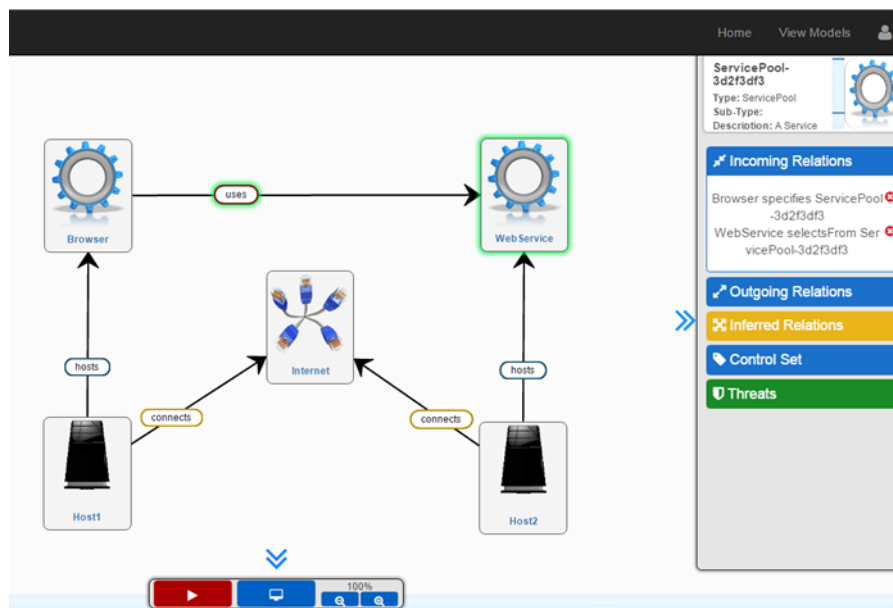 Home View Models
ServicePool-
3d2f3df3
Type: ServicePool
Sub-Type:
Description: A Service
Incoming Relations
Browser specifies ServicePool
-3d2f3df3
WebService selectsFrom Ser
vicePool-3d2f3df3
Outgoing Relations
Inferred Relations
Control Set
Threats
uses
Browser
WebService
Internet
hosts
hosts
connects
connects
Host1
Host2
100%